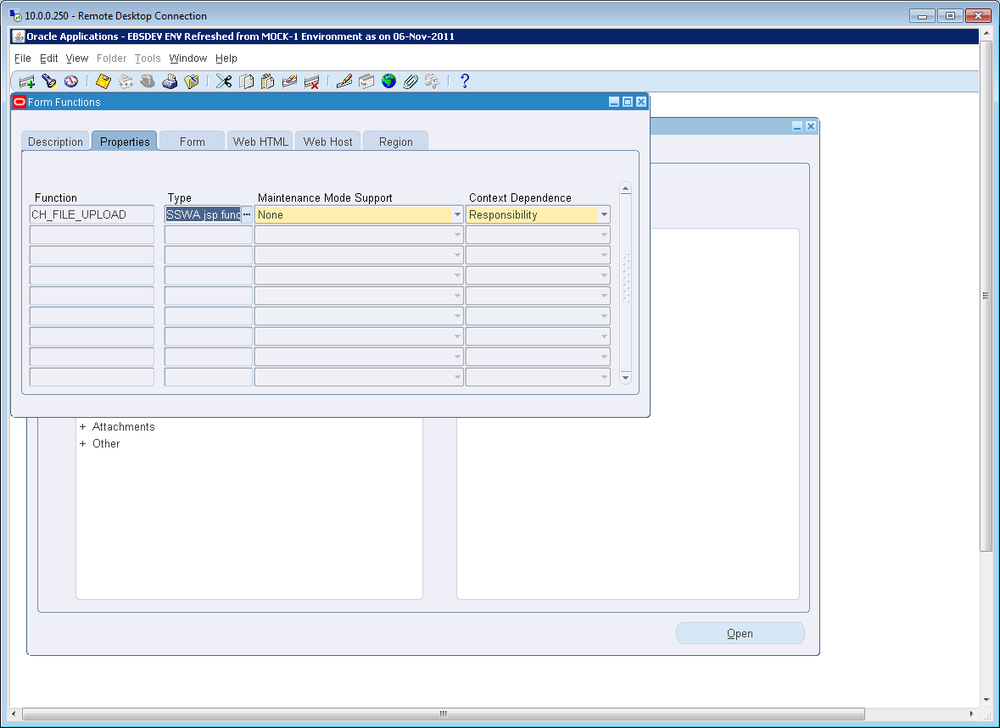 10.0.0.250 - Remote Desktop Connection
Oracle Applications - EBSDEV ENV Refreshed from MOCK-1 Environment as on 06-Nov-2011
File Edit View Folder Tools Window Help
Form Functions
Description Properties Form Web HTML Web Host Region
Function Type Maintenance Mode Support Context Dependence
CH_FILE_UPLOAD SSWA jsp func ... None Responsibility
+ Attachments
+ Other
Open